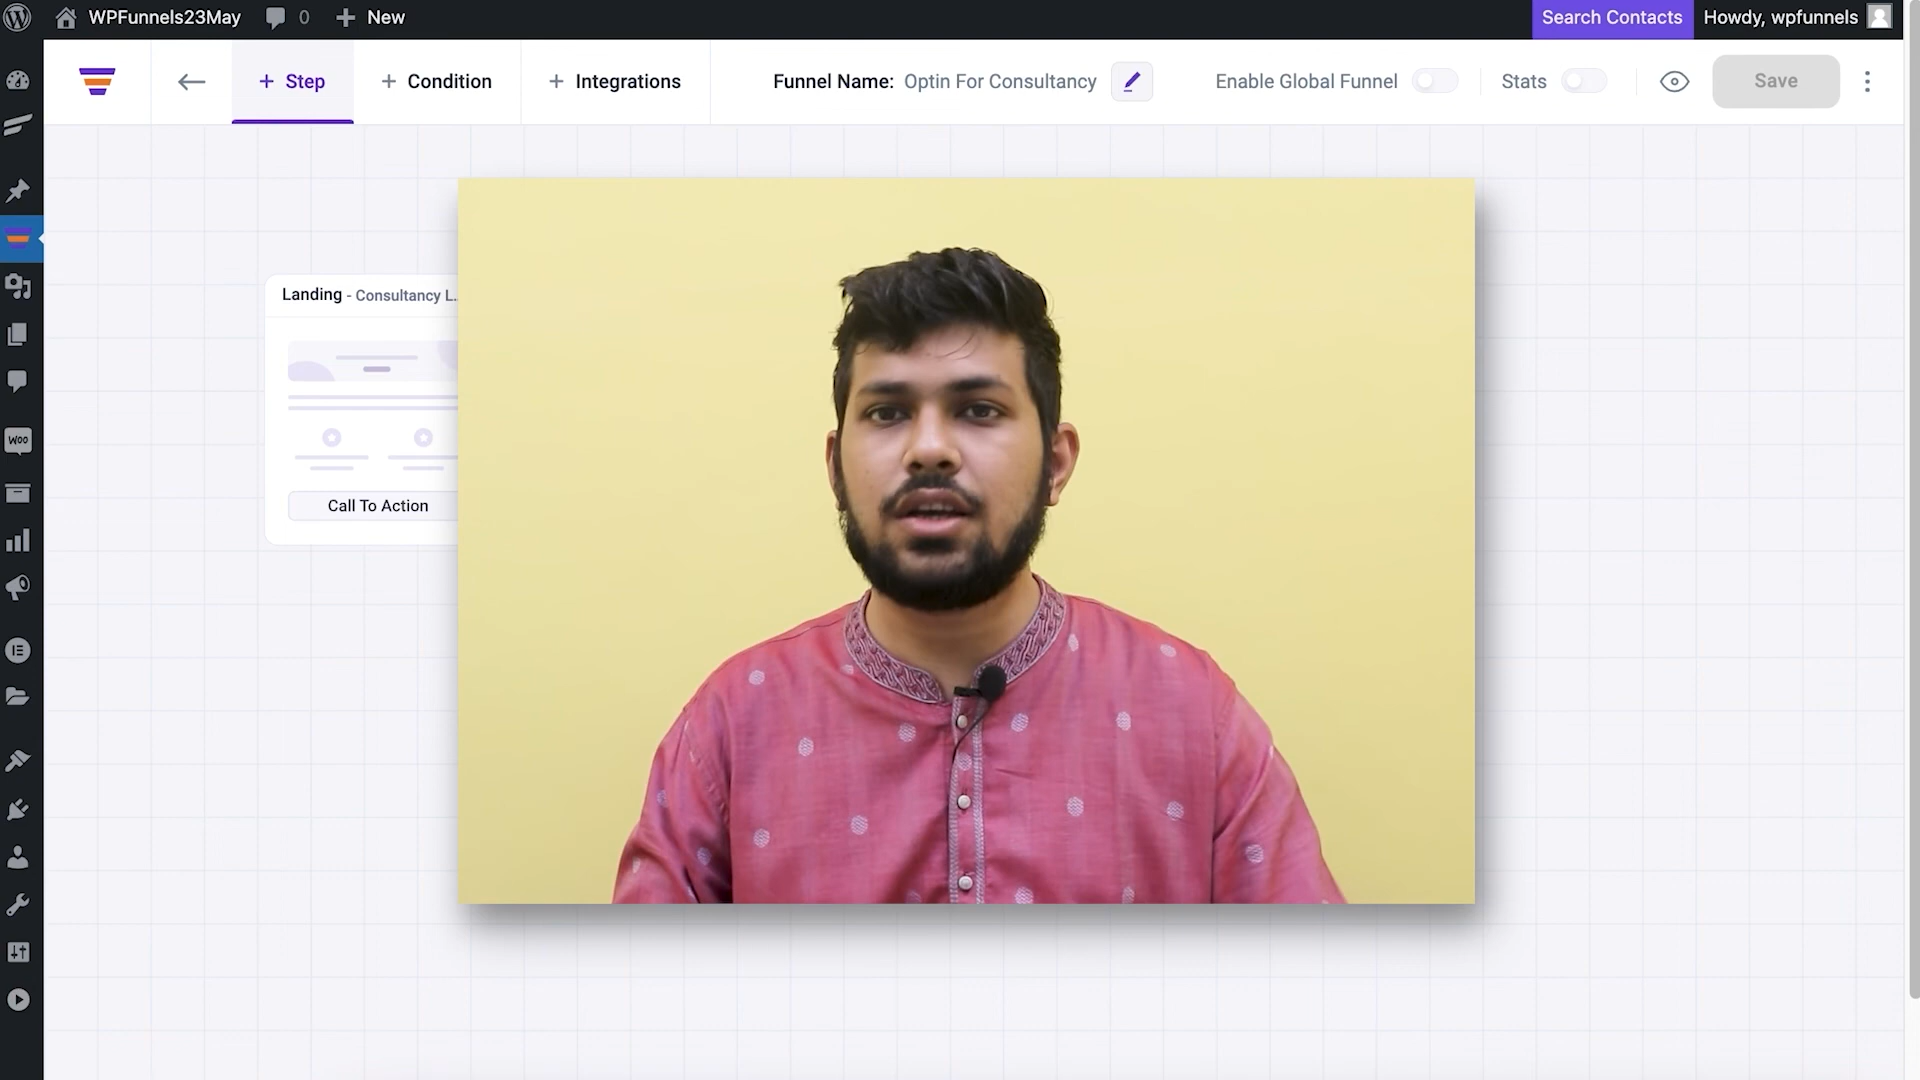 WPFunnels23May 0 New Search Contacts Howdy, wpfunnels
Step Condition Integrations Funnel Name: Optin For Consultancy Enable Global Funnel Stats Save
Landing - Consultancy L...
WOO
Call To Action